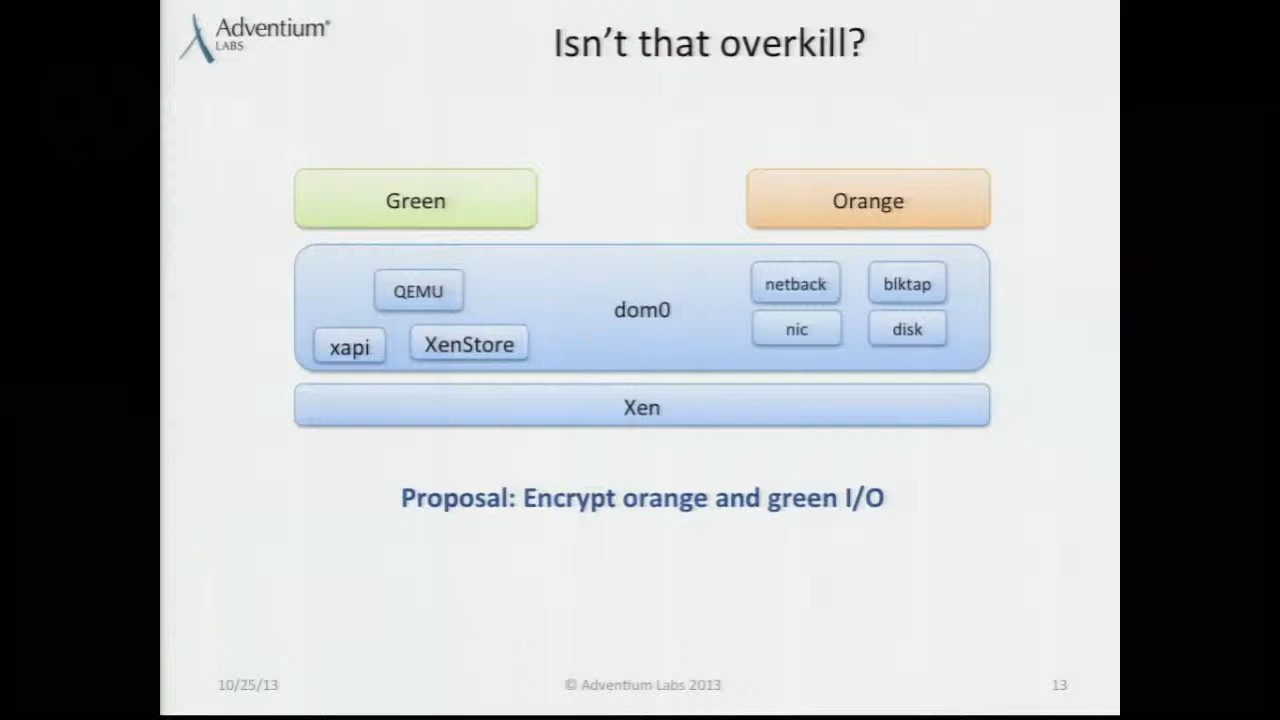 Adventium®
LABS
Isn't that overkill?
Green
Orange
QEMU
xapi
XenStore
dom0
netback
blktap
nic
disk
Xen
Proposal: Encrypt orange and green I/O
10/25/13
© Adventium Labs 2013
13